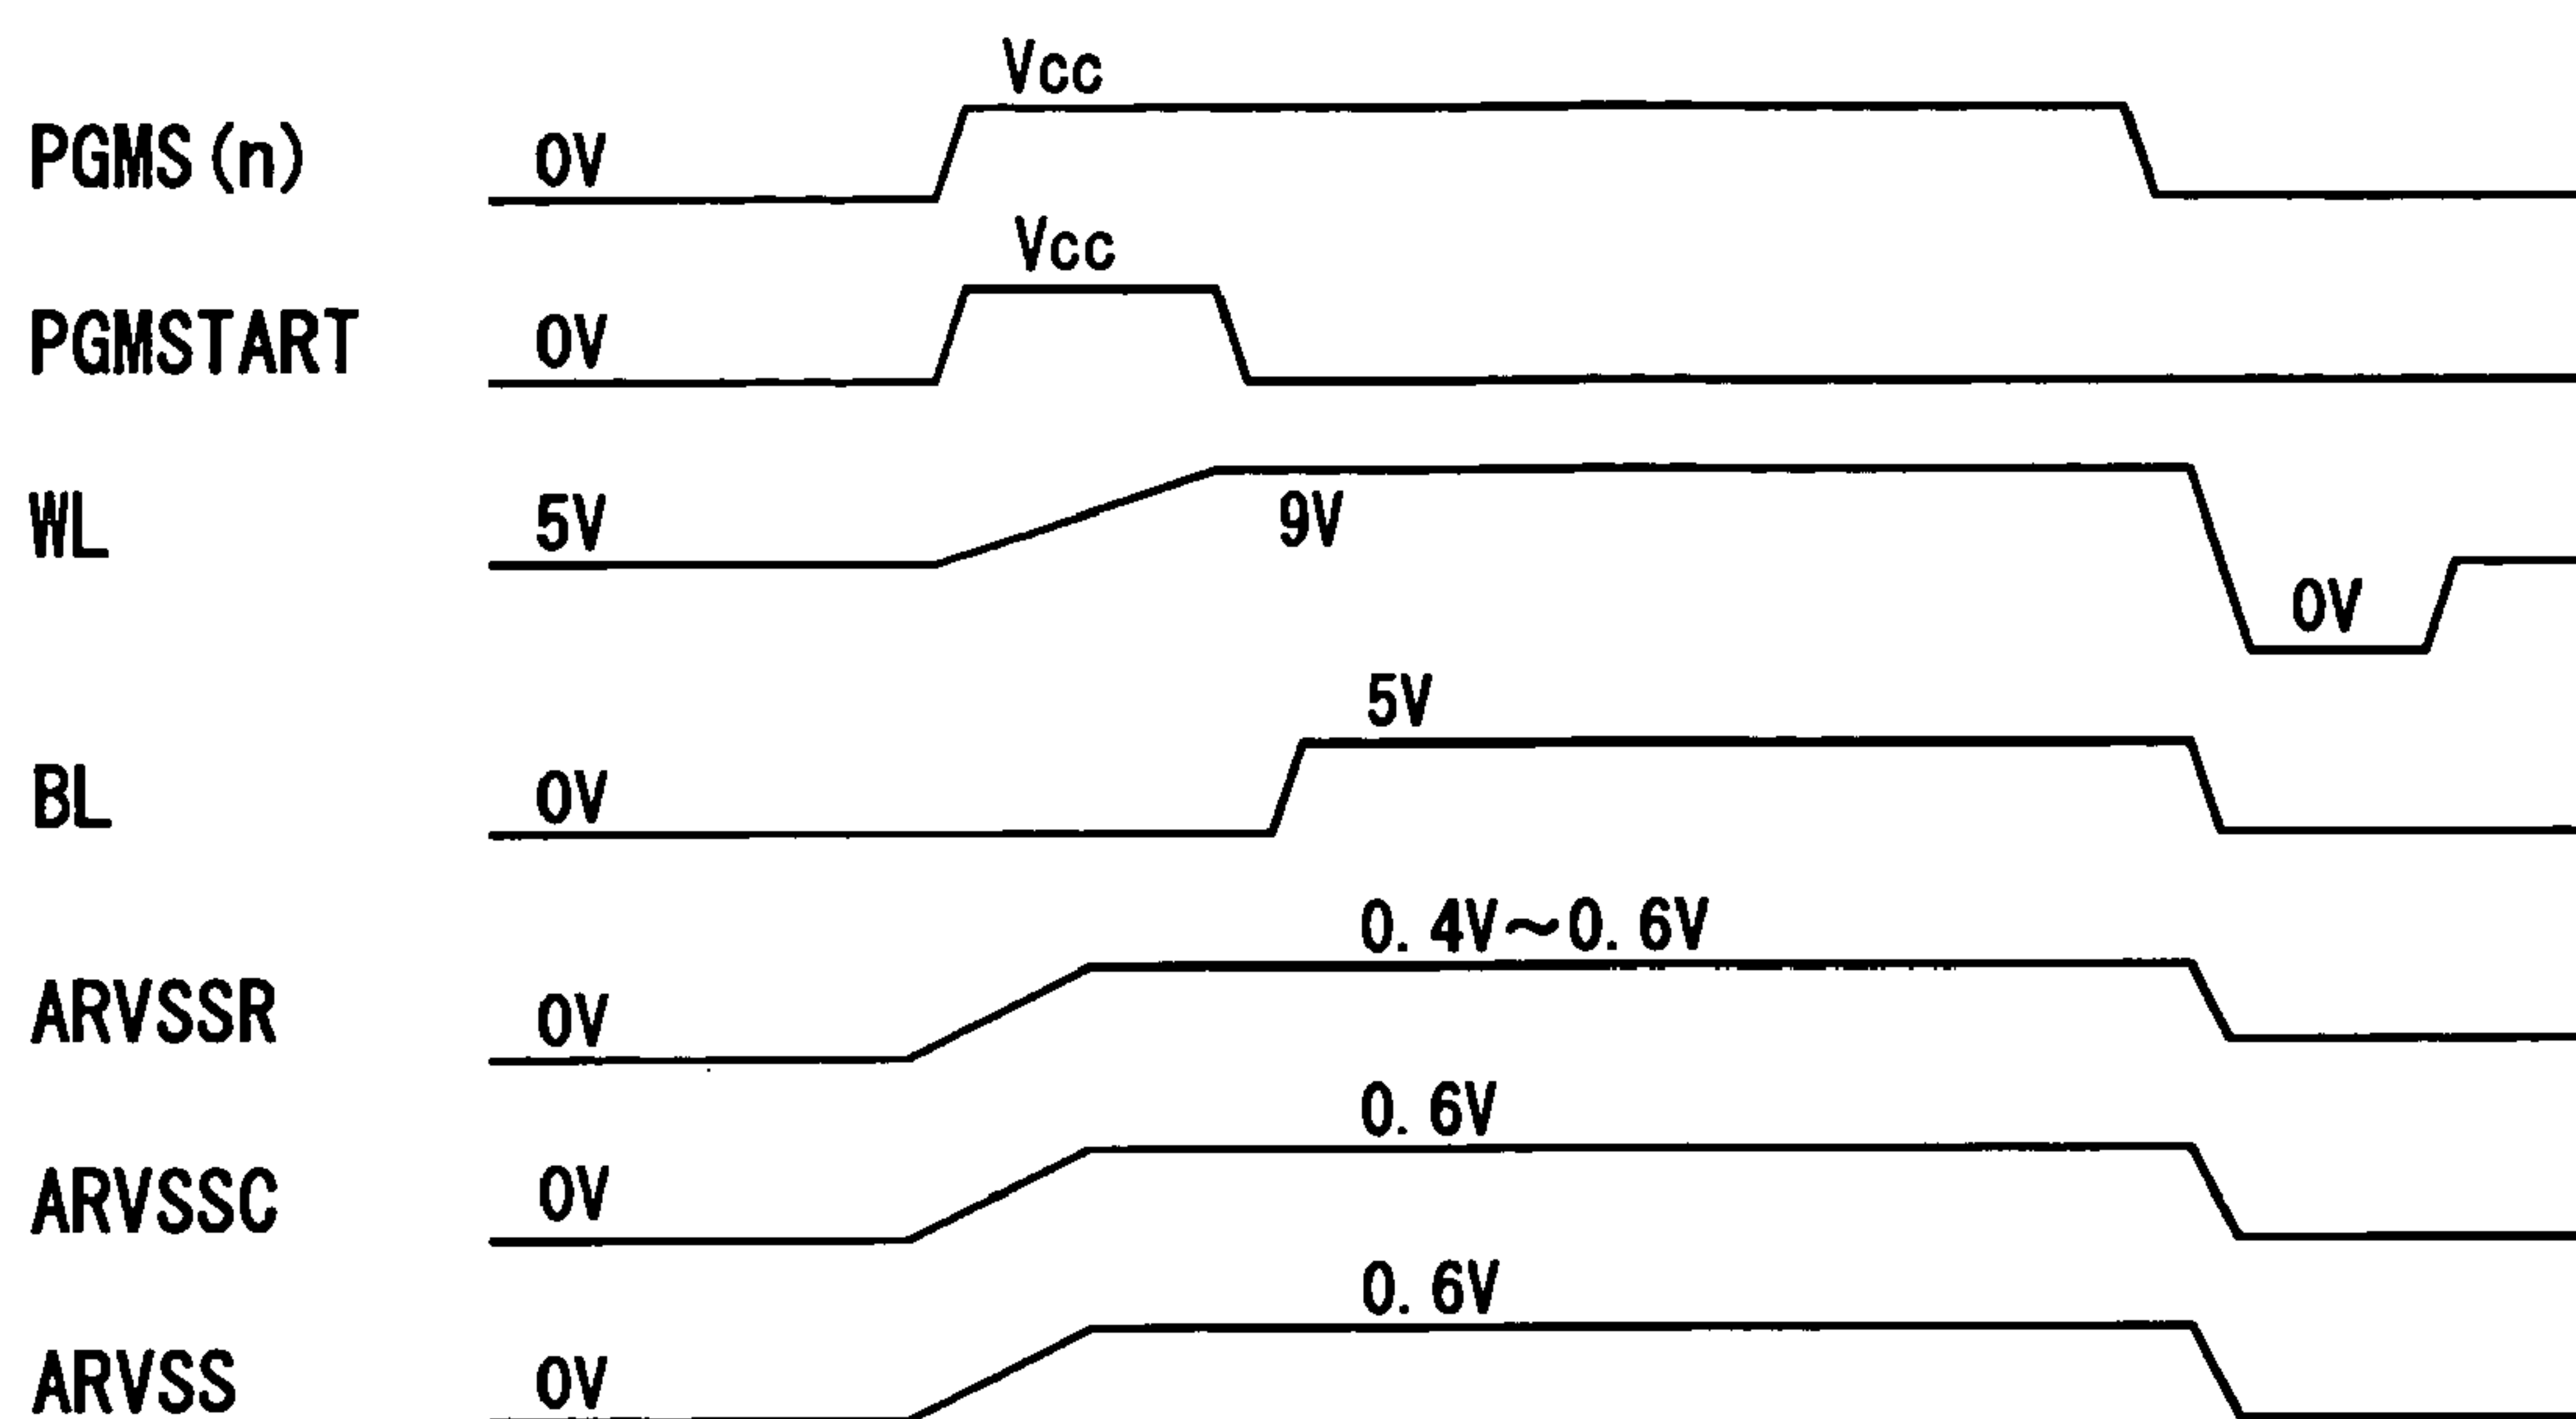 Vcc
PGMS(n) 0V
Vcc
PGMSTART 0V
WL 5V 9V 0V
5V
BL 0V
0.4V～0.6V
ARVSSR 0V
0.6V
ARVSSC 0V
0.6V
ARVSS 0V